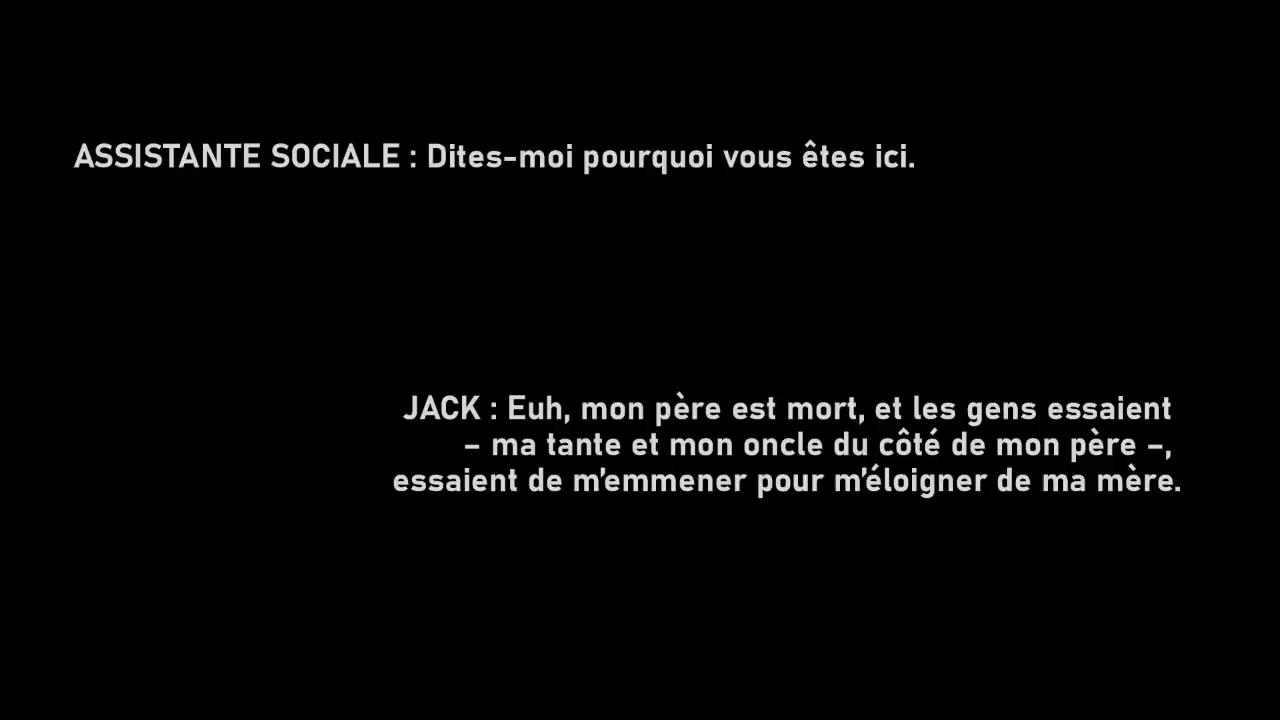 ASSISTANTE SOCIALE : Dites-moi pourquoi vous êtes ici.
JACK : Euh, mon père est mort, et les gens essaient
– ma tante et mon oncle du côté de mon père –,
essaient de m’emmener pour m’éloigner de ma mère.